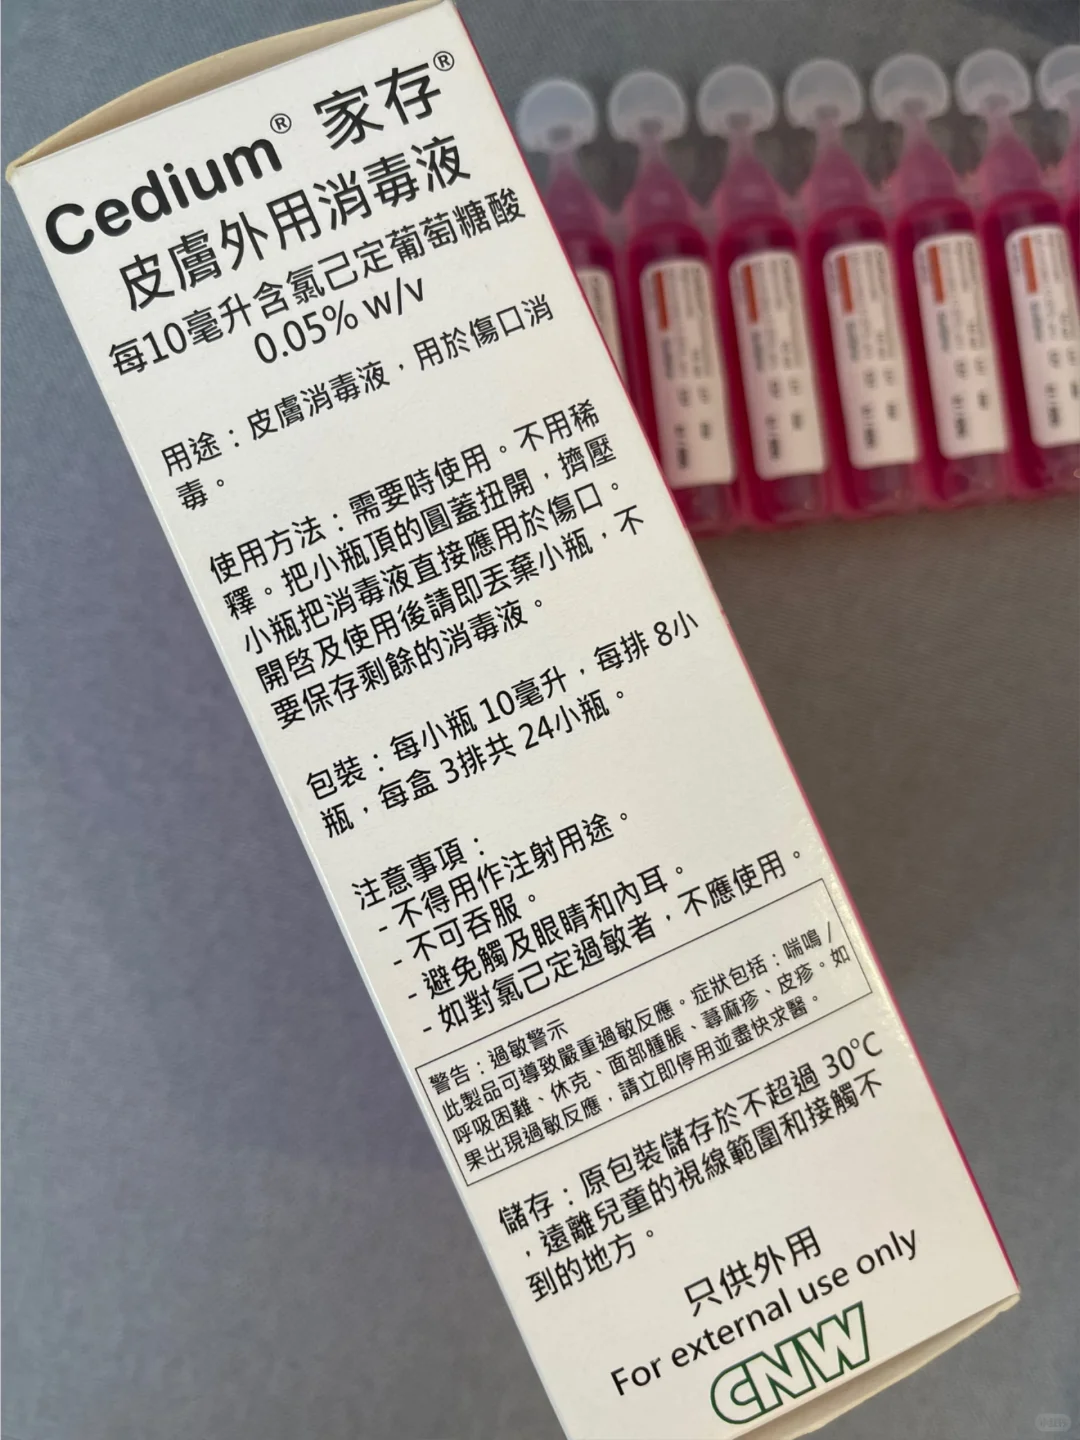 Cedium® 家存®
皮膚外用消毒液
每10毫升含氯己定葡萄糖酸
0.05% w/v
用途：皮膚消毒液，用於傷口消
毒。
使用方法：需要時使用。不用稀
釋。把小瓶頂的圓蓋扭開，擠壓
小瓶把消毒液直接應用於傷口。
開啓及使用後請即丟棄小瓶，不
要保存剩餘的消毒液。
包裝：每小瓶 10毫升，每排 8小
瓶，每盒 3排共 24小瓶。
注意事項：
- 不得用作注射用途。
- 不可吞服。
- 避免觸及眼睛和內耳。
- 如對氯己定過敏者，不應使用。
警告：過敏警示
此製品可導致嚴重過敏反應。症狀包括：喘鳴/
呼吸困難、休克、面部腫脹、蕁麻疹、皮疹。如
果出現過敏反應，請立即停用並盡快求醫。
儲存：原包裝儲存於不超過 30°C
，遠離兒童的視線範圍和接觸不
到的地方。
只供外用
For external use only
CNW